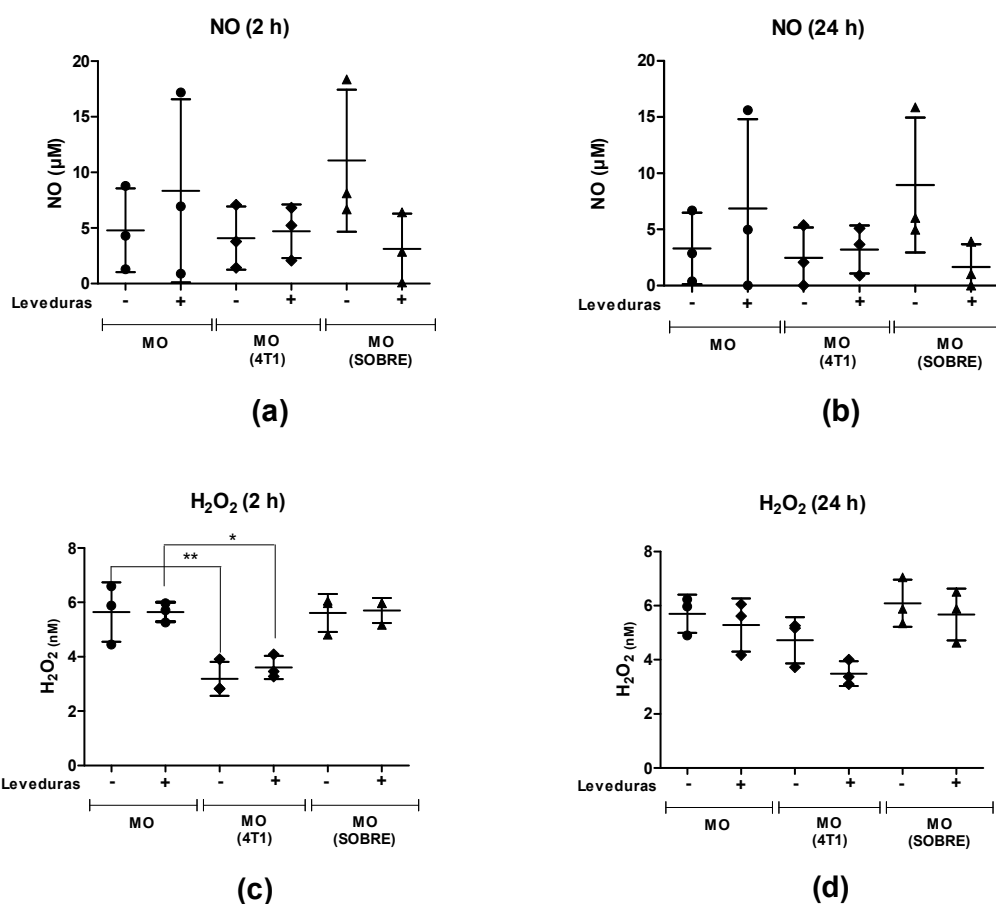 NO (2 h)
20
15
10
5
0
NO (µM)
Leveduras - + - + - +
MO MO (4T1) MO (SOBRE)
(a)
NO (24 h)
20
15
10
5
0
NO (µM)
Leveduras - + - + - +
MO MO (4T1) MO (SOBRE)
(b)
H₂O₂ (2 h)
8
6
4
2
0
H₂O₂ (nM)
*
**
Leveduras - + - + - +
MO MO (4T1) MO (SOBRE)
(c)
H₂O₂ (24 h)
8
6
4
2
0
H₂O₂ (nM)
Leveduras - + - + - +
MO MO (4T1) MO (SOBRE)
(d)